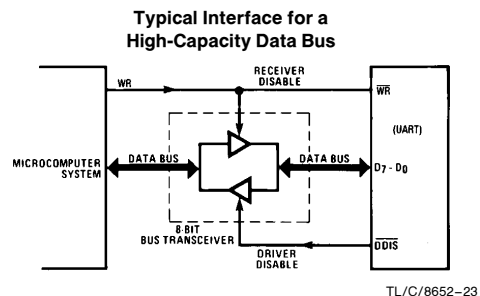 Typical Interface for a
High-Capacity Data Bus
RECEIVER
DISABLE
WR
WR
(UART)
MICROCOMPUTER
SYSTEM
DATA BUS
DATA BUS
D7 - D0
8-BIT
BUS TRANSCEIVER
DRIVER
DISABLE
DDIS
TL/C/8652–23